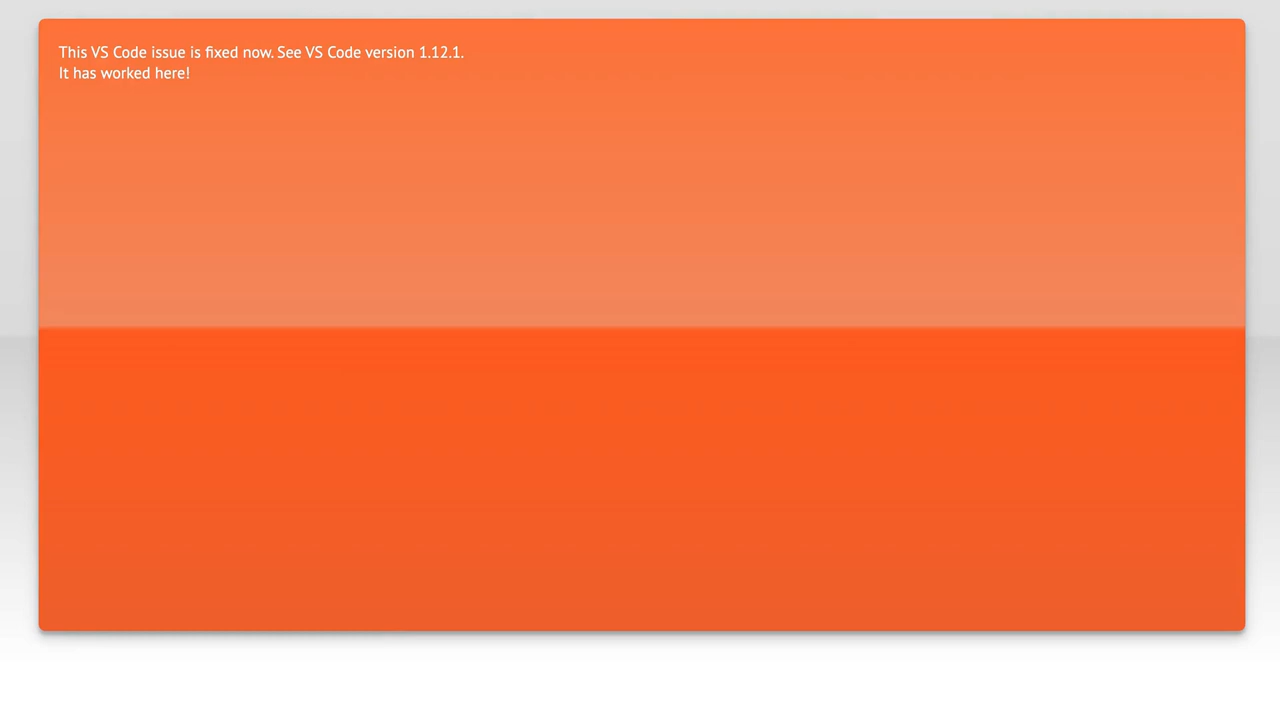 This VS Code issue is fixed now. See VS Code version 1.12.1.
It has worked here!